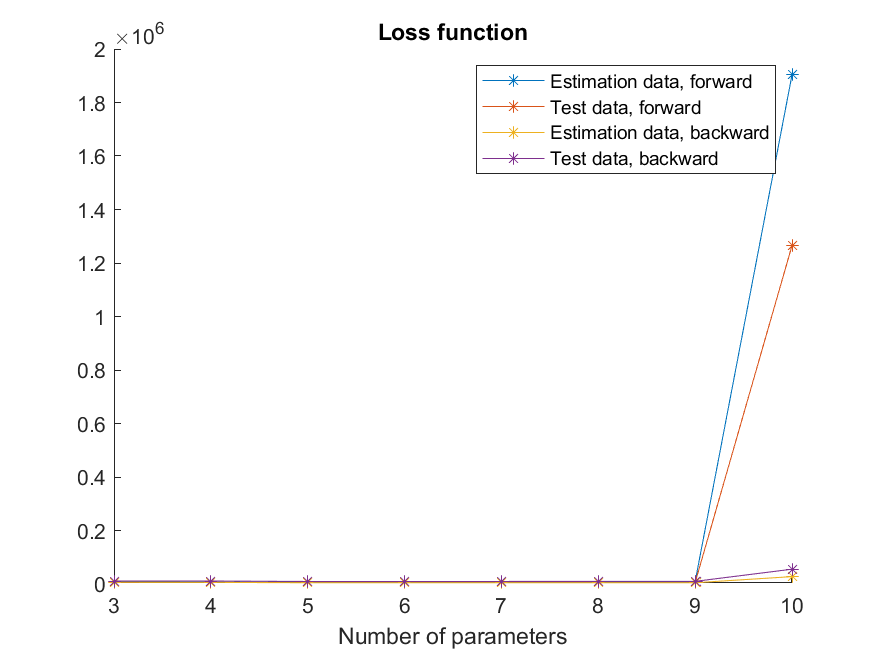 Loss function
×10⁶
2
1.8
1.6
1.4
1.2
1
0.8
0.6
0.4
0.2
0
Estimation data, forward
Test data, forward
Estimation data, backward
Test data, backward
3 4 5 6 7 8 9 10
Number of parameters